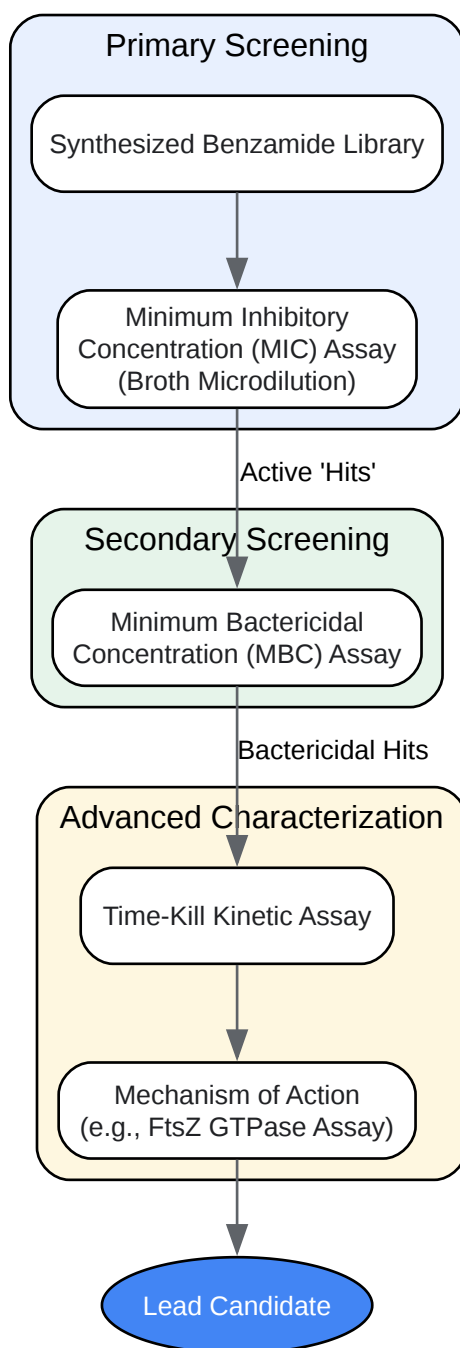 Primary Screening
Synthesized Benzamide Library
Minimum Inhibitory
Concentration (MIC) Assay
(Broth Microdilution)
Active 'Hits'
Secondary Screening
Minimum Bactericidal
Concentration (MBC) Assay
Bactericidal Hits
Advanced Characterization
Time-Kill Kinetic Assay
Mechanism of Action
(e.g., FtsZ GTPase Assay)
Lead Candidate